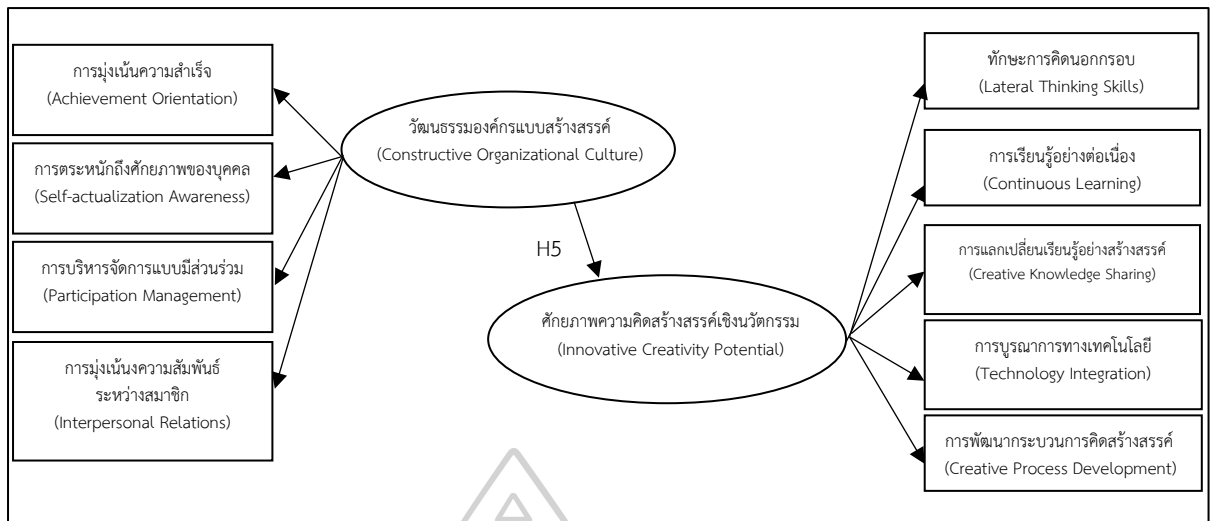 การมุ่งเน้นความสำเร็จ
(Achievement Orientation)
การตระหนักถึงศักยภาพของบุคคล
(Self-actualization Awareness)
การบริหารจัดการแบบมีส่วนร่วม
(Participation Management)
การมุ่งเน้นงความสัมพันธ์
ระหว่างสมาชิก
(Interpersonal Relations)
วัฒนธรรมองค์กรแบบสร้างสรรค์
(Constructive Organizational Culture)
H5
ศักยภาพความคิดสร้างสรรค์เชิงนวัตกรรม
(Innovative Creativity Potential)
ทักษะการคิดนอกกรอบ
(Lateral Thinking Skills)
การเรียนรู้อย่างต่อเนื่อง
(Continuous Learning)
การแลกเปลี่ยนเรียนรู้อย่างสร้างสรรค์
(Creative Knowledge Sharing)
การบูรณาการทางเทคโนโลยี
(Technology Integration)
การพัฒนากระบวนการคิดสร้างสรรค์
(Creative Process Development)